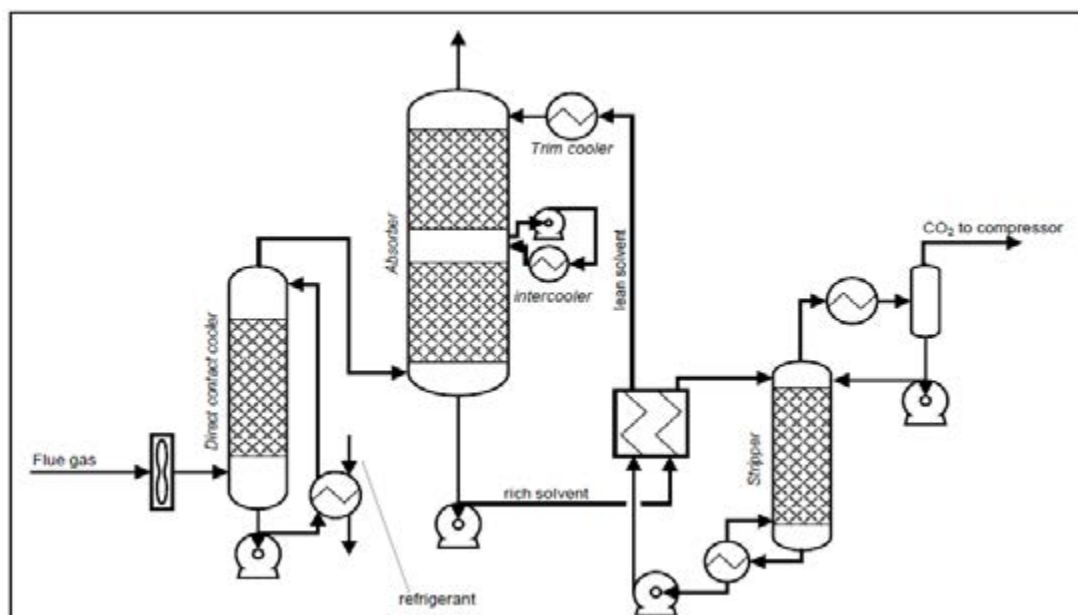 Trim cooler
Absorber
lean solvent
CO₂ to compressor
intercooler
Direct contact cooler
Flue gas
Stripper
rich solvent
refrigerant